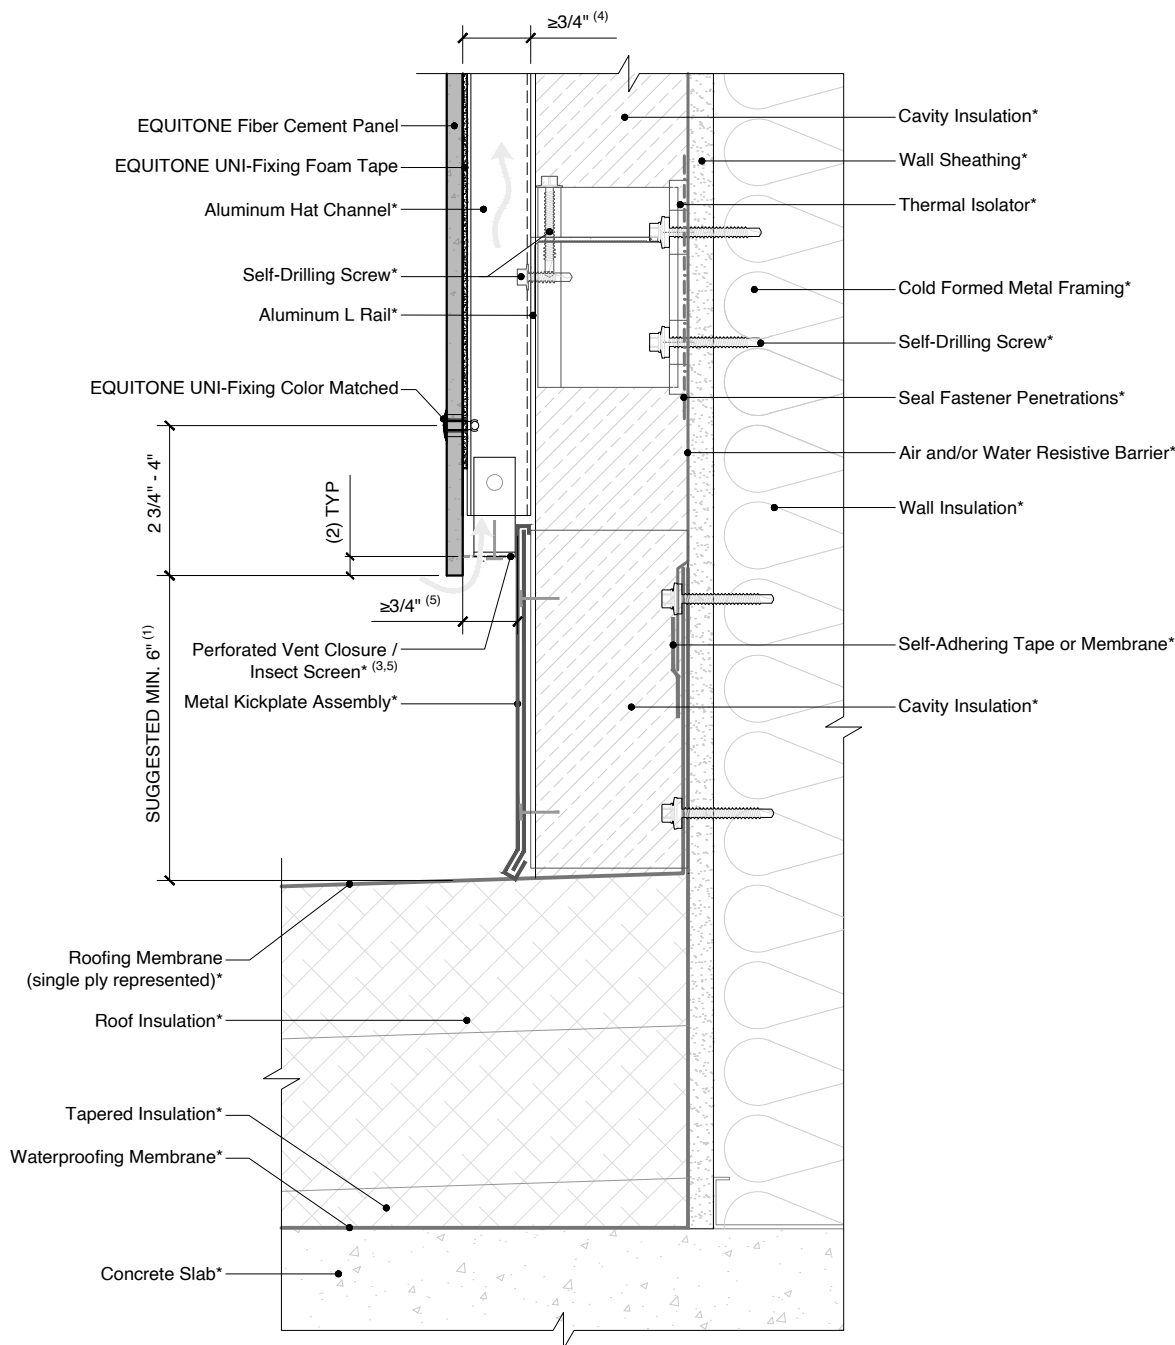 ≥3/4" (4)
EQUITONE Fiber Cement Panel
EQUITONE UNI-Fixing Foam Tape
Aluminum Hat Channel*
Self-Drilling Screw*
Aluminum L Rail*
EQUITONE UNI-Fixing Color Matched
2 3/4" - 4"
(2) TYP
≥3/4" (5)
SUGGESTED MIN. 6" (1)
Perforated Vent Closure /
Insect Screen* (3,5)
Metal Kickplate Assembly*
Roofing Membrane
(single ply represented)*
Roof Insulation*
Tapered Insulation*
Waterproofing Membrane*
Concrete Slab*
Cavity Insulation*
Wall Sheathing*
Thermal Isolator*
Cold Formed Metal Framing*
Self-Drilling Screw*
Seal Fastener Penetrations*
Air and/or Water Resistive Barrier*
Wall Insulation*
Self-Adhering Tape or Membrane*
Cavity Insulation*